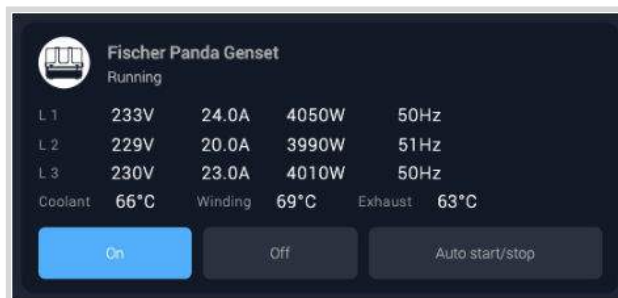 Fischer Panda Genset
Running
L 1 233V 24.0A 4050W 50Hz
L 2 229V 20.0A 3990W 51Hz
L 3 230V 23.0A 4010W 50Hz
Coolant 66°C Winding 69°C Exhaust 63°C
On Off Auto start/stop